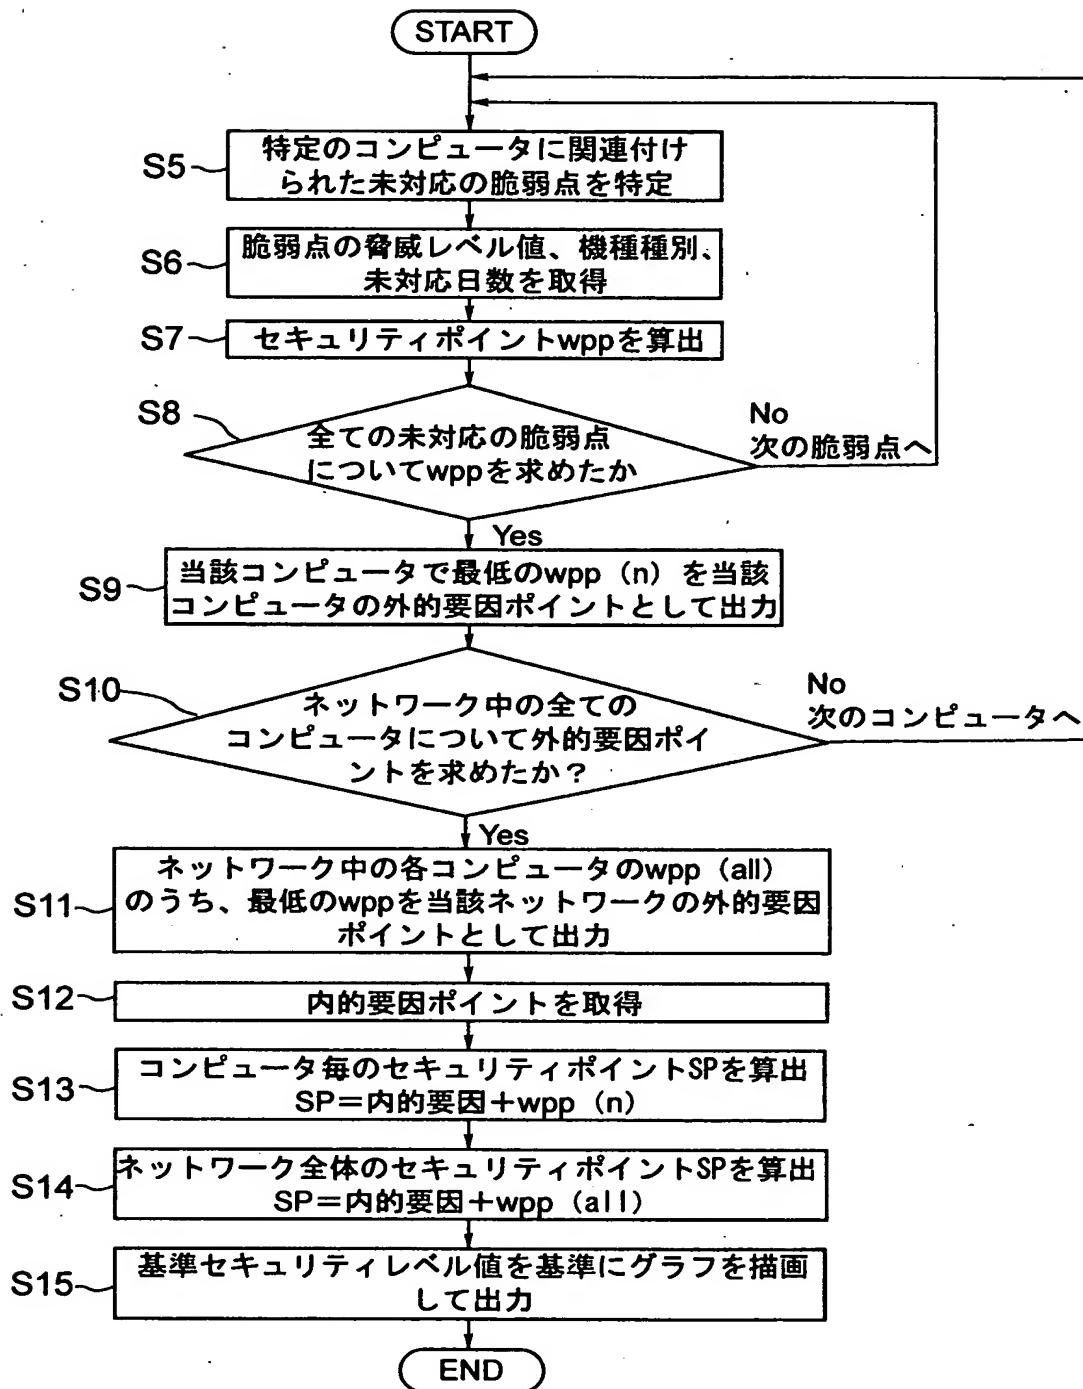 START
S5
特定のコンピュータに関連付け
られた未対応の脆弱点を特定
S6
脆弱点の脅威レベル値、機種種別、
未対応日数を取得
S7
セキュリティポイントwppを算出
S8
全ての未対応の脆弱点
についてwppを求めたか
No
次の脆弱点へ
Yes
S9
当該コンピュータで最低のwpp（n）を当該
コンピュータの外的要因ポイントとして出力
S10
ネットワーク中の全ての
コンピュータについて外的要因ポイ
ントを求めたか？
No
次のコンピュータへ
Yes
S11
ネットワーク中の各コンピュータのwpp（all）
のうち、最低のwppを当該ネットワークの外的要因
ポイントとして出力
S12
内的要因ポイントを取得
S13
コンピュータ毎のセキュリティポイントSPを算出
SP＝内的要因＋wpp（n）
S14
ネットワーク全体のセキュリティポイントSPを算出
SP＝内的要因＋wpp（all）
S15
基準セキュリティレベル値を基準にグラフを描画
して出力
END